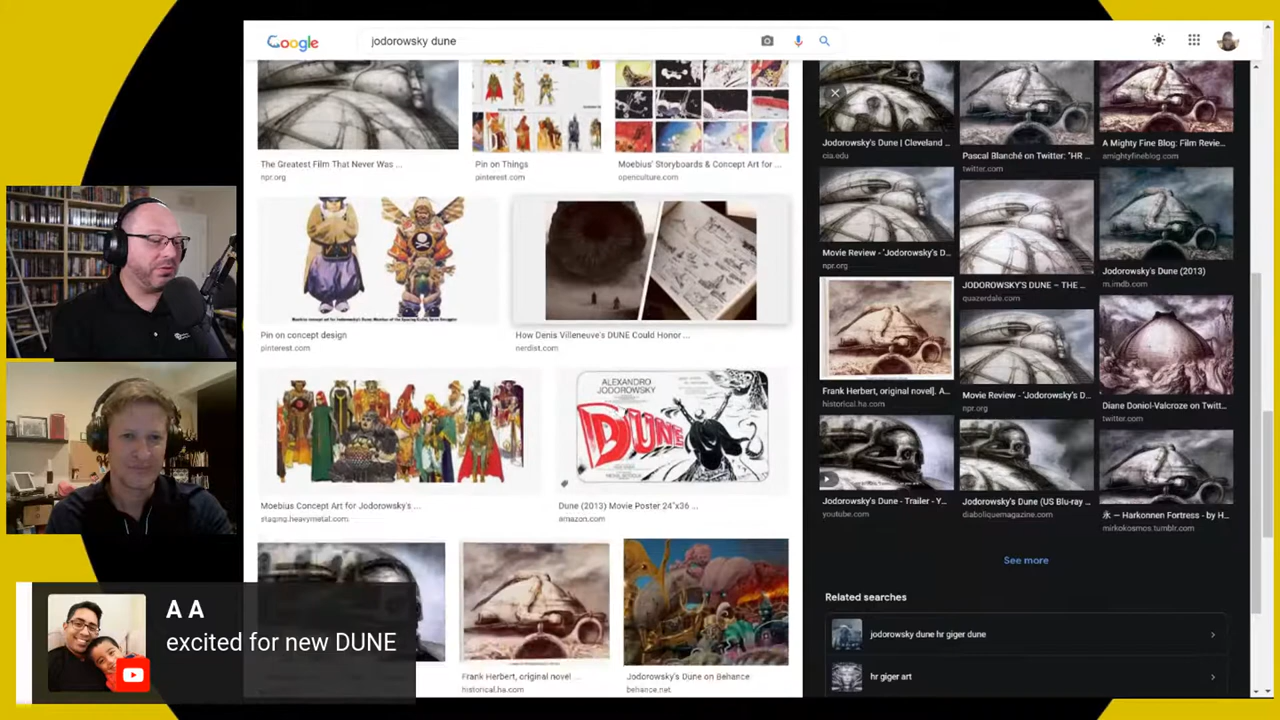 Google
jodorowsky dune
The Greatest Film That Never Was ...
npr.org
Pin on Things
pinterest.com
Moebius' Storyboards & Concept Art for ...
openculture.com
Pin on concept design
pinterest.com
How Denis Villeneuve's DUNE Could Honor ...
nerdist.com
ALEXANDRO
JODOROWSKY
DUNE
Moebius Concept Art for Jodorowsky's ...
staging.heavymetal.com
Dune (2013) Movie Poster 24"x36 ...
amazon.com
Frank Herbert, original novel ...
historical.ha.com
Jodorowsky's Dune on Behance
behance.net
Jodorowsky's Dune | Cleveland ...
cia.edu
Pascal Blanché on Twitter: "HR ...
twitter.com
A Mighty Fine Blog: Film Revie...
amightyfineblog.com
Movie Review - 'Jodorowsky's D...
npr.org
JODOROWSKY'S DUNE – THE ...
quazerdale.com
Jodorowsky's Dune (2013)
m.imdb.com
Frank Herbert, original novel]. A...
historical.ha.com
Movie Review - 'Jodorowsky's D...
npr.org
Diane Doniol-Valcroze on Twitt...
twitter.com
Jodorowsky's Dune - Trailer - Y...
youtube.com
Jodorowsky's Dune (US Blu-ray ...
diaboliquemagazine.com
永 — Harkonnen Fortress - by H...
mirkokosmos.tumblr.com
See more
Related searches
jodorowsky dune hr giger dune
hr giger art
A A
excited for new DUNE